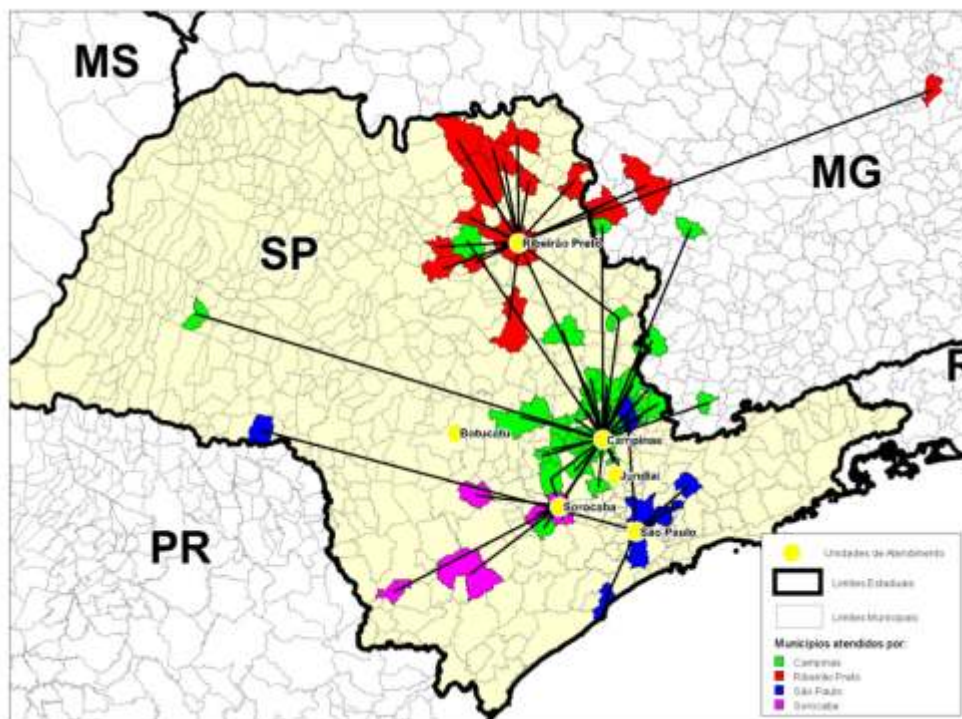 MS
MG
SP
Ribeirão Preto
R
Botucatu
Campinas
Jundiaí
Sorocaba
São Paulo
PR
Unidades de Atendimento
Limites Estaduais
Limites Municipais
Municípios atendidos por:
Campinas
Ribeirão Preto
São Paulo
Sorocaba